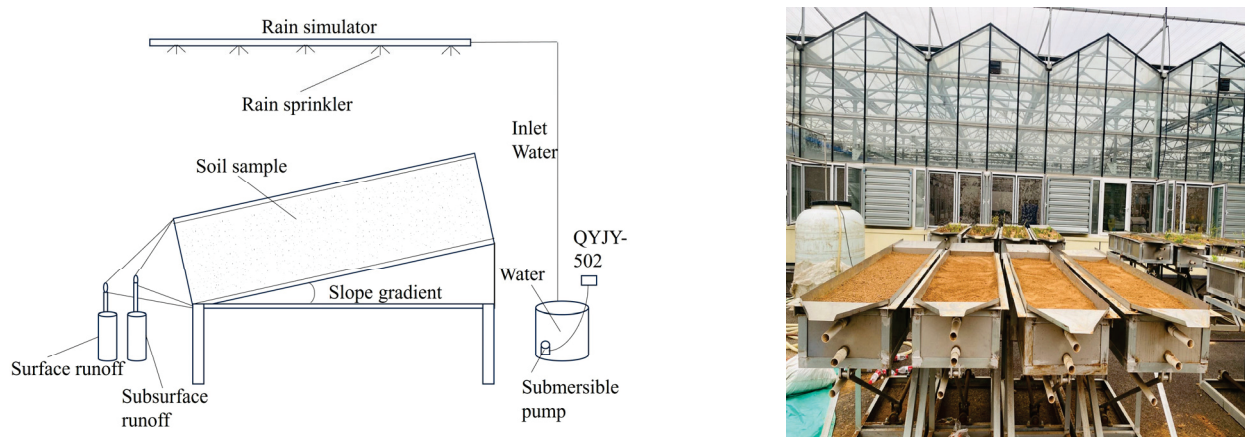 Rain simulator
Rain sprinkler
Inlet
Water
Soil sample
QYJY-
502
Water
Slope gradient
Surface runoff
Subsurface
runoff
Submersible
pump